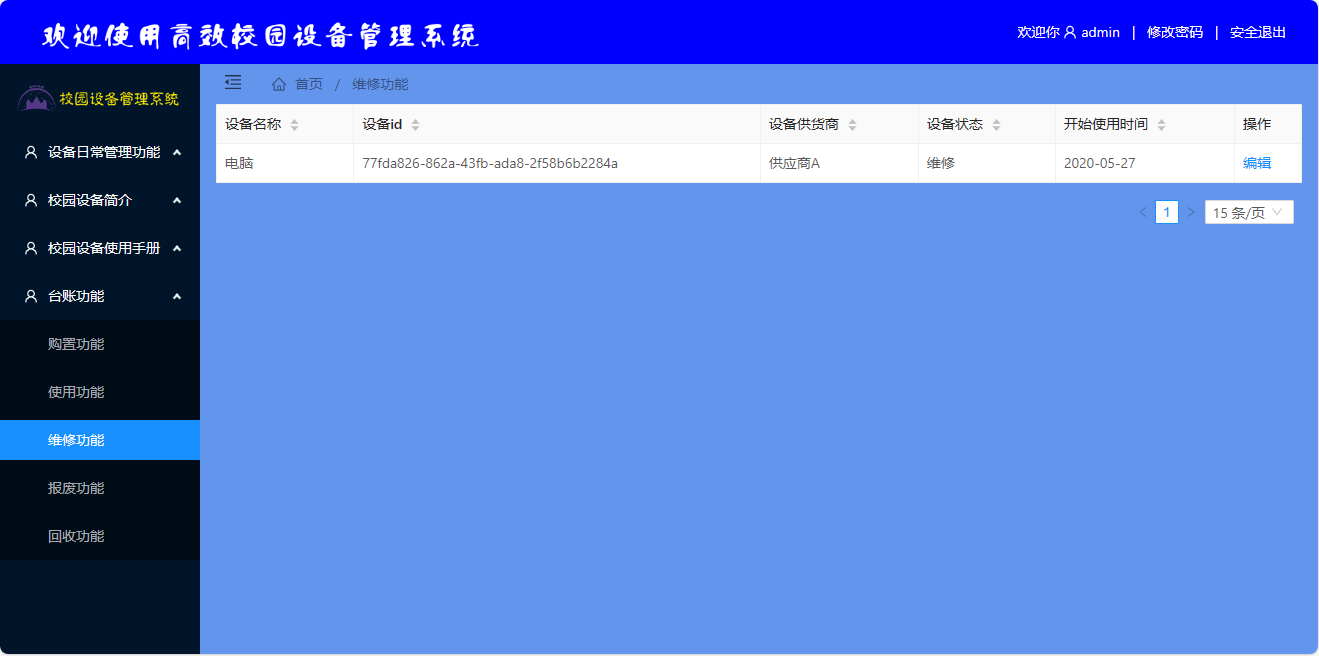 欢迎使用高效校园设备管理系统
欢迎你 admin | 修改密码 | 安全退出
校园设备管理系统
首页 / 维修功能
设备名称 设备id 设备供货商 设备状态 开始使用时间 操作
电脑 77fda826-862a-43fb-ada8-2f58b6b2284a 供应商A 维修 2020-05-27 编辑
1 15 条/页
设备日常管理功能
校园设备简介
校园设备使用手册
台账功能
购置功能
使用功能
维修功能
报废功能
回收功能